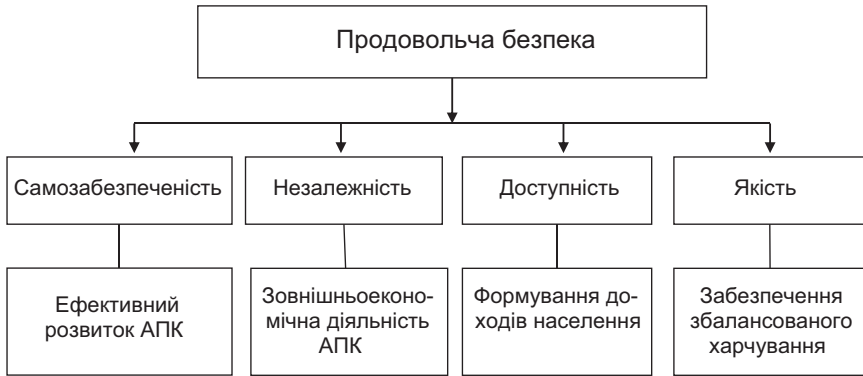 Продовольча безпека
Самозабезпеченість
Незалежність
Доступність
Якість
Ефективний
розвиток АПК
Зовнішньоеконо-
мічна діяльність
АПК
Формування до-
ходів населення
Забезпечення
збалансованого
харчування